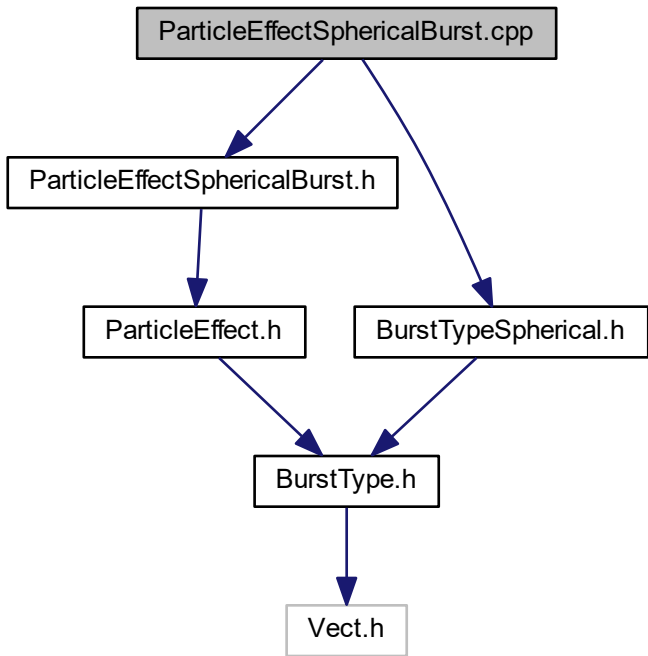 ParticleEffectSphericalBurst.cpp
ParticleEffectSphericalBurst.h
ParticleEffect.h
BurstTypeSpherical.h
BurstType.h
Vect.h